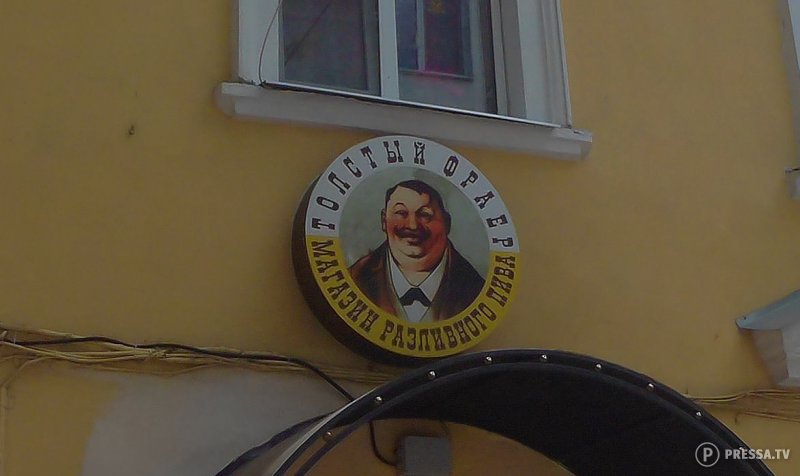 ТОЛСТЫЙ ФРАЕР
МАГАЗИН РАЗЛИВНОГО ПИВА
PRESSA.TV